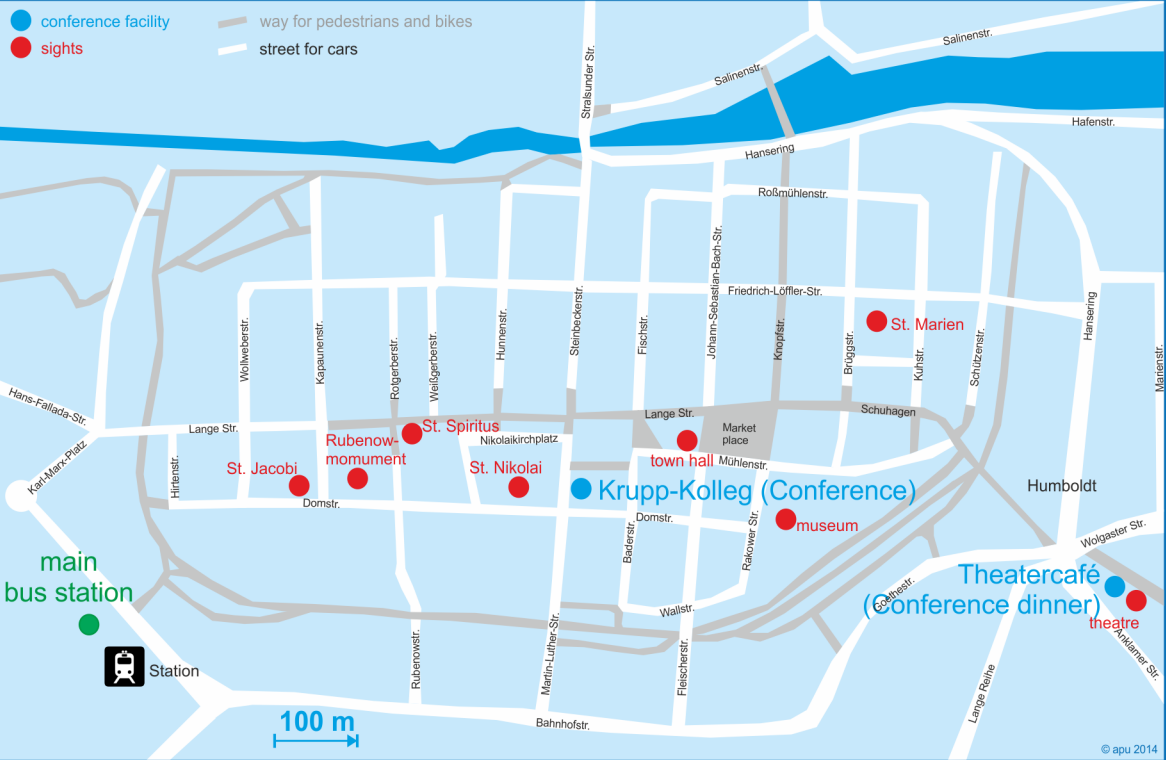 conference facility
sights
way for pedestrians and bikes
street for cars
Stralsunder Str.
Salinenstr.
Salinenstr.
Hafenstr.
Hansering
Roßmühlenstr.
Johann-Sebastian-Bach-Str.
Friedrich-Löffler-Str.
Wollweberstr.
Kapaunenstr.
Rotgerberstr.
Weißgerberstr.
Hunnenstr.
Steinbeckerstr.
Fischstr.
Knopfstr.
Brüggstr.
St. Marien
Kuhstr.
Schützenstr.
Hansering
Marienstr.
Hans-Fallada-Str.
Karl-Marx-Platz
Lange Str.
Hirtenstr.
St. Jacobi
Rubenow-
momument
St. Spiritus
Nikolaikirchplatz
St. Nikolai
Lange Str.
Market
place
Schuhagen
town hall
Mühlenstr.
Krupp-Kolleg (Conference)
Humboldt
Domstr.
Domstr.
Baderstr.
Rakower Str.
museum
Wolgaster Str.
main
bus station
Station
Theatercafé
(Conference dinner)
Goethestr.
theatre
Anklamer Str.
Wallstr.
Rubenowstr.
Martin-Luther-Str.
Fleischerstr.
Lange Reihe
Bahnhofstr.
100 m
© apu 2014